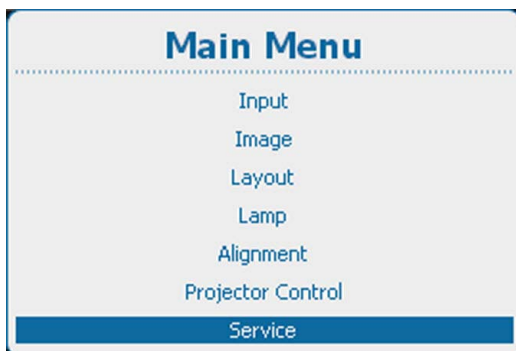 Main Menu
Input
Image
Layout
Lamp
Alignment
Projector Control
Service